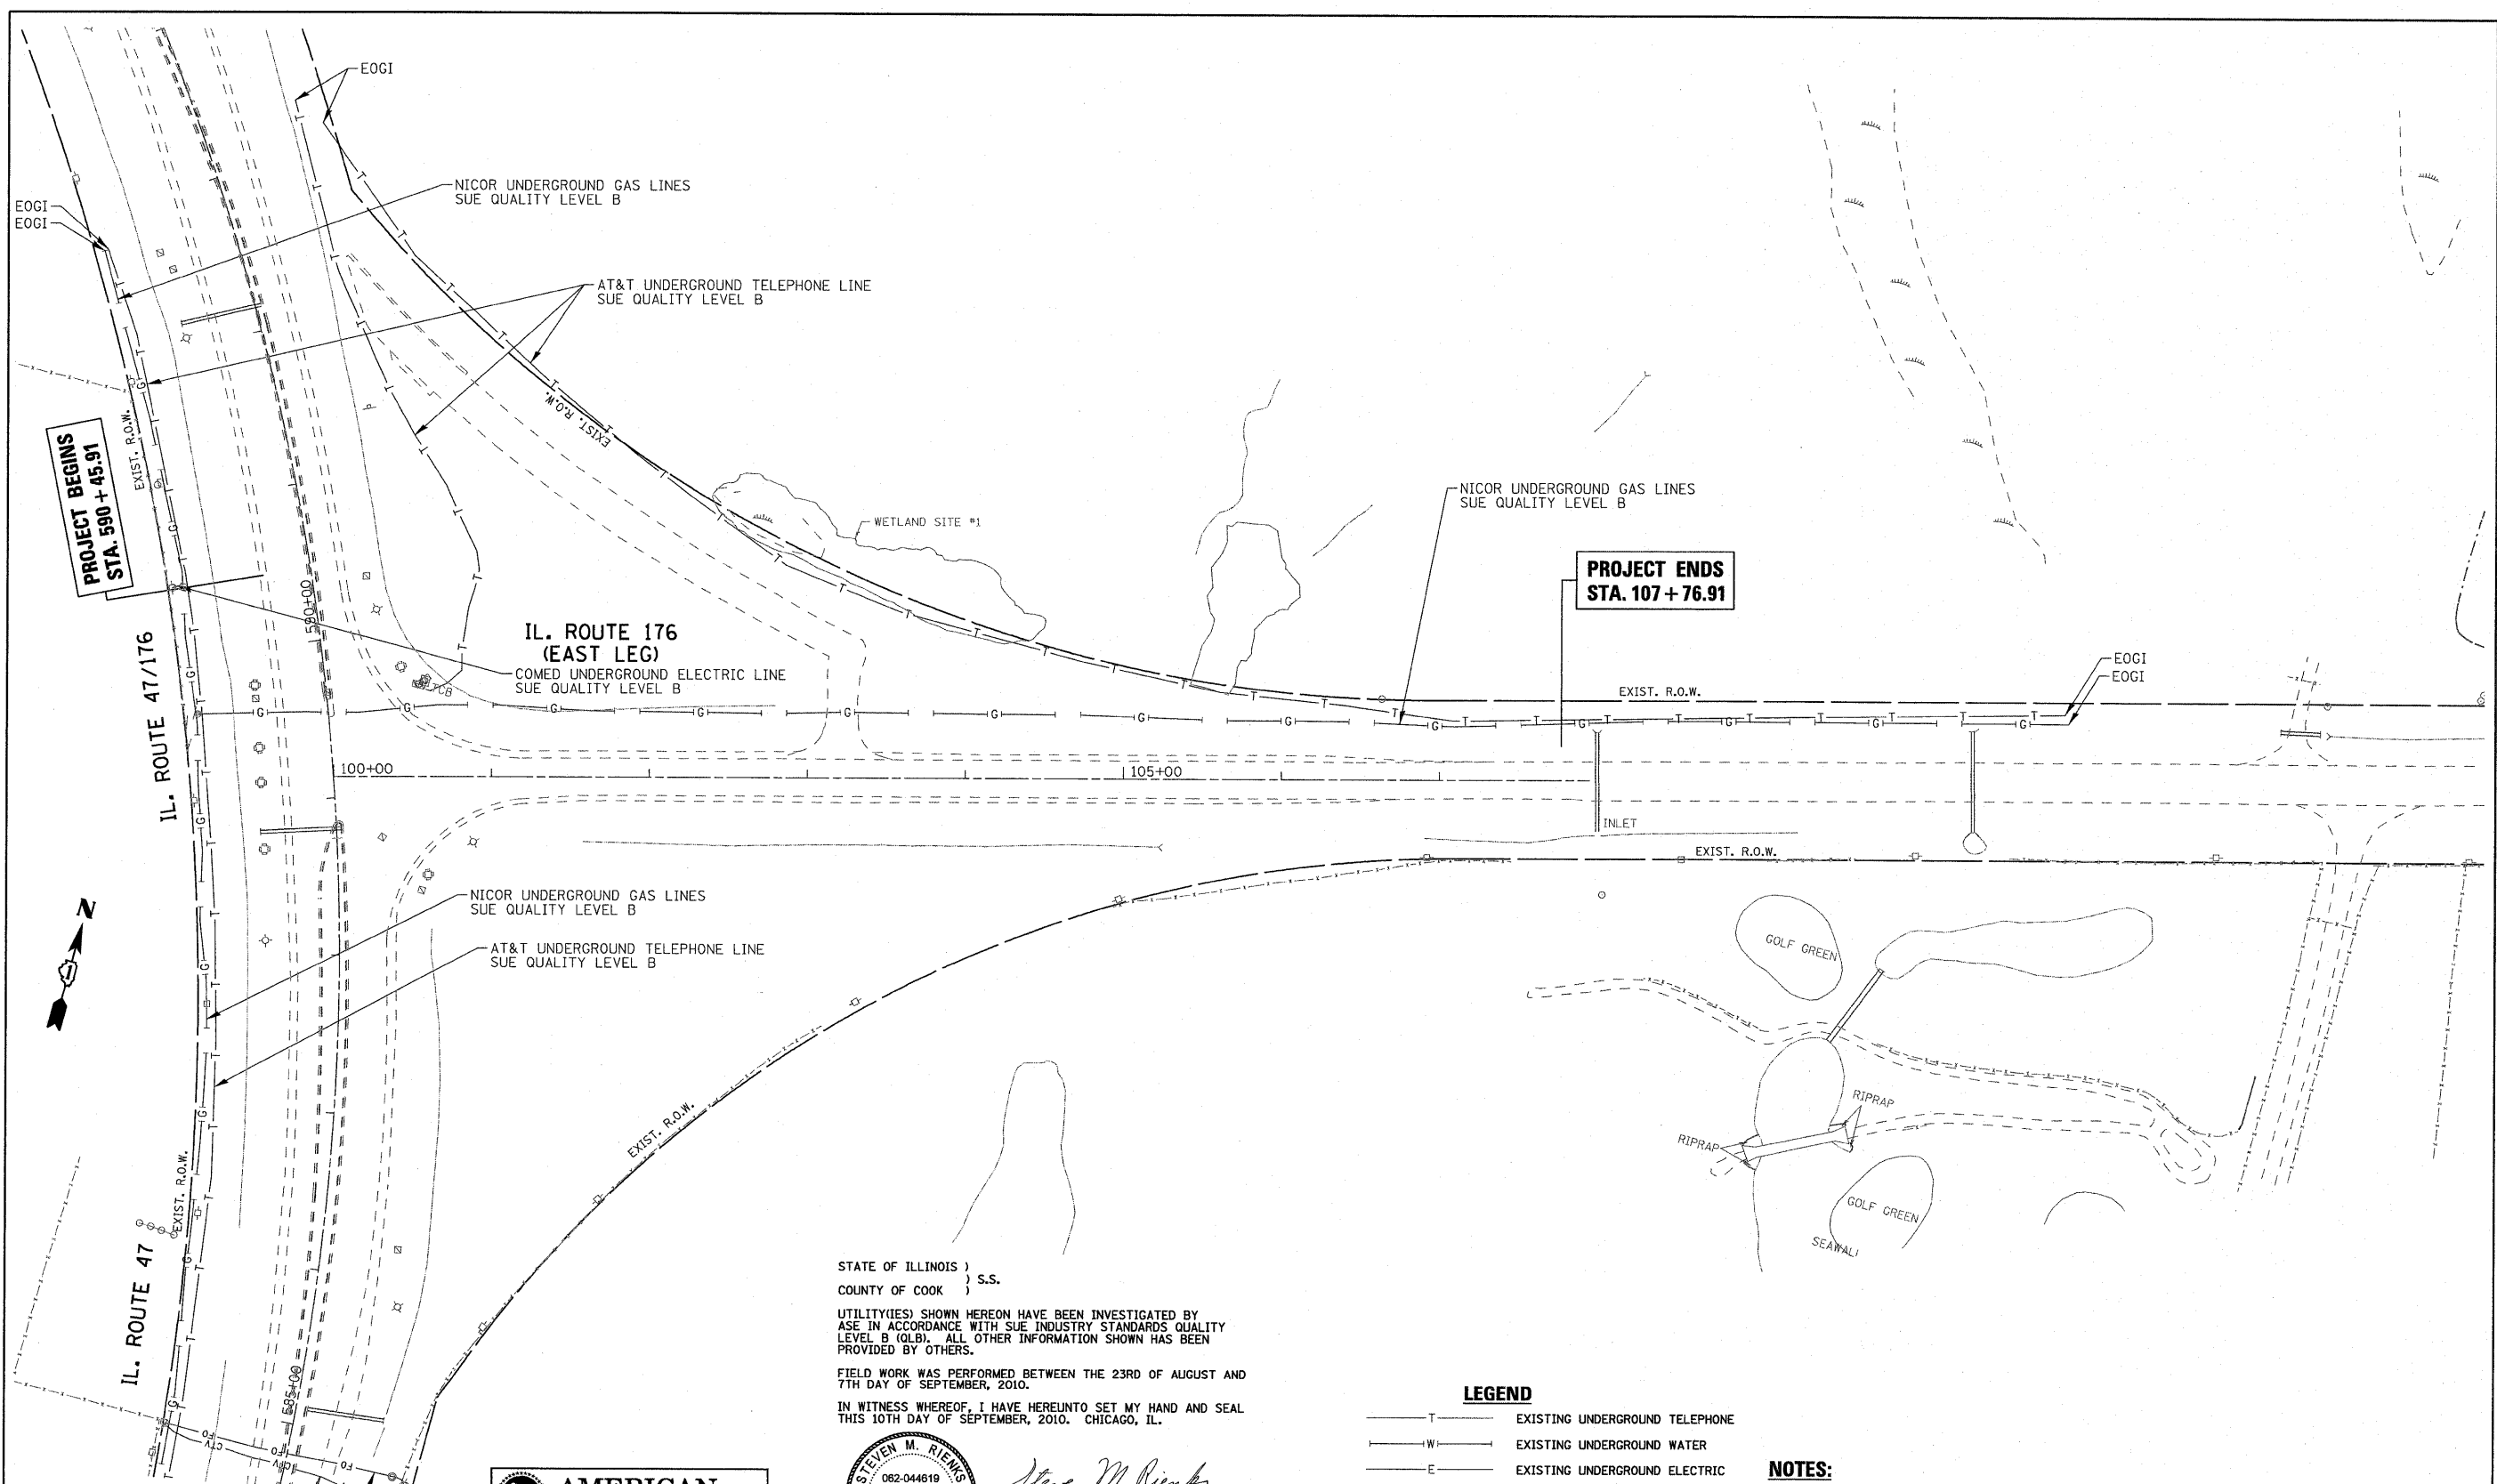 EOGI
NICOR UNDERGROUND GAS LINES
SUE QUALITY LEVEL B
EOGI
EOGI
AT&T UNDERGROUND TELEPHONE LINE
SUE QUALITY LEVEL B
EXIST. R.O.W.
EXIST. R.O.W.
PROJECT BEGINS
STA. 590+45.91
NICOR UNDERGROUND GAS LINES
SUE QUALITY LEVEL B
WETLAND SITE #1
PROJECT ENDS
STA. 107+76.91
590+00
IL. ROUTE 47/176
IL. ROUTE 176
(EAST LEG)
COMED UNDERGROUND ELECTRIC LINE
SUE QUALITY LEVEL B
TCB
EOGI
EOGI
EXIST. R.O.W.
100+00
105+00
INLET
EXIST. R.O.W.
NICOR UNDERGROUND GAS LINES
SUE QUALITY LEVEL B
N
AT&T UNDERGROUND TELEPHONE LINE
SUE QUALITY LEVEL B
GOLF GREEN
EXIST. R.O.W.
RIPRAP
RIPRAP
EXIST. R.O.W.
GOLF GREEN
SEAWALL
IL. ROUTE 47
585+00
FO
CTV
FO
CTV
FO
STATE OF ILLINOIS )
) S.S.
COUNTY OF COOK )
UTILITY(IES) SHOWN HEREON HAVE BEEN INVESTIGATED BY
ASE IN ACCORDANCE WITH SUE INDUSTRY STANDARDS QUALITY
LEVEL B (QLB). ALL OTHER INFORMATION SHOWN HAS BEEN
PROVIDED BY OTHERS.
FIELD WORK WAS PERFORMED BETWEEN THE 23RD OF AUGUST AND
7TH DAY OF SEPTEMBER, 2010.
IN WITNESS WHEREOF, I HAVE HEREUNTO SET MY HAND AND SEAL
THIS 10TH DAY OF SEPTEMBER, 2010. CHICAGO, IL.
STEVEN M. RIENKS
062-044619
Steve M Rienks
AMERICAN
LEGEND
T EXISTING UNDERGROUND TELEPHONE
W EXISTING UNDERGROUND WATER
E EXISTING UNDERGROUND ELECTRIC
NOTES: